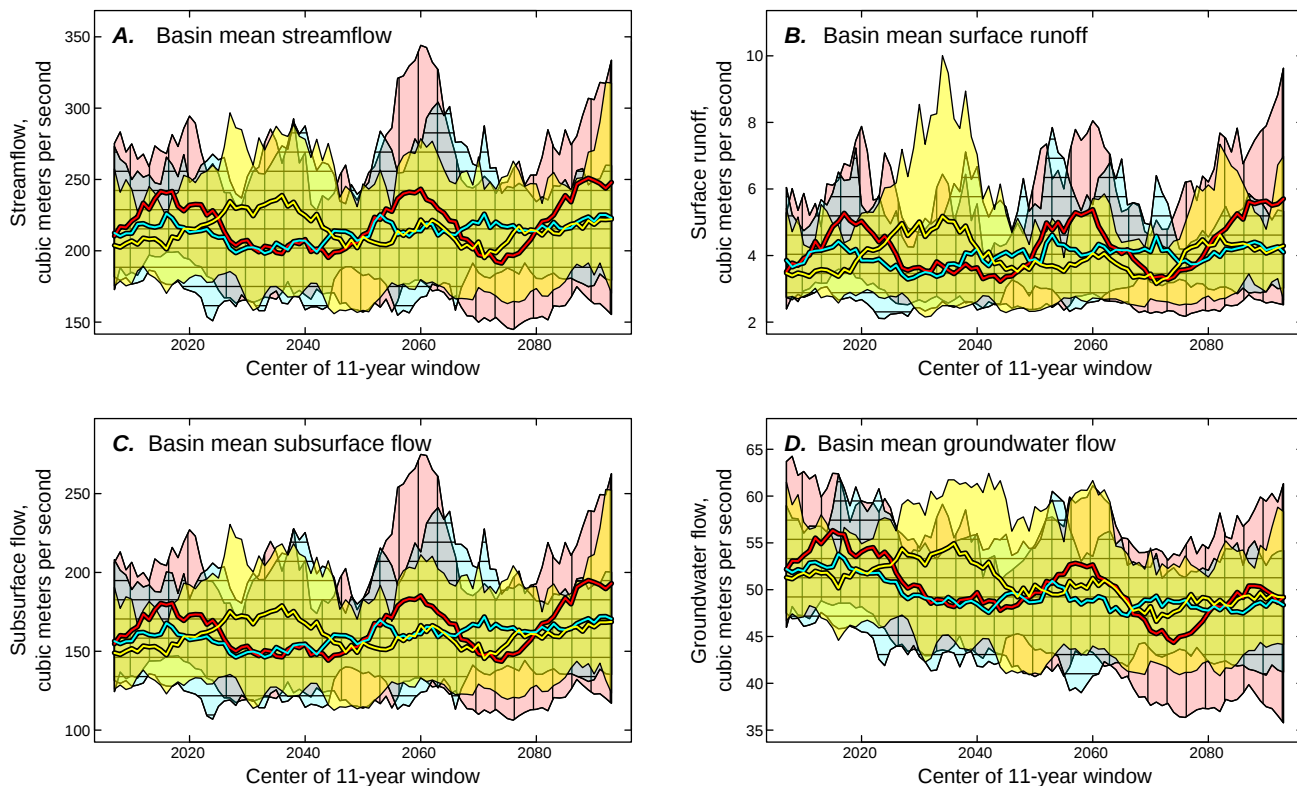 A. Basin mean streamflow
350
300
250
200
150
Streamflow,
cubic meters per second
2020 2040 2060 2080
Center of 11-year window
B. Basin mean surface runoff
10
8
6
4
2
Surface runoff,
cubic meters per second
2020 2040 2060 2080
Center of 11-year window
C. Basin mean subsurface flow
250
200
150
100
Subsurface flow,
cubic meters per second
2020 2040 2060 2080
Center of 11-year window
D. Basin mean groundwater flow
65
60
55
50
45
40
35
Groundwater flow,
cubic meters per second
2020 2040 2060 2080
Center of 11-year window